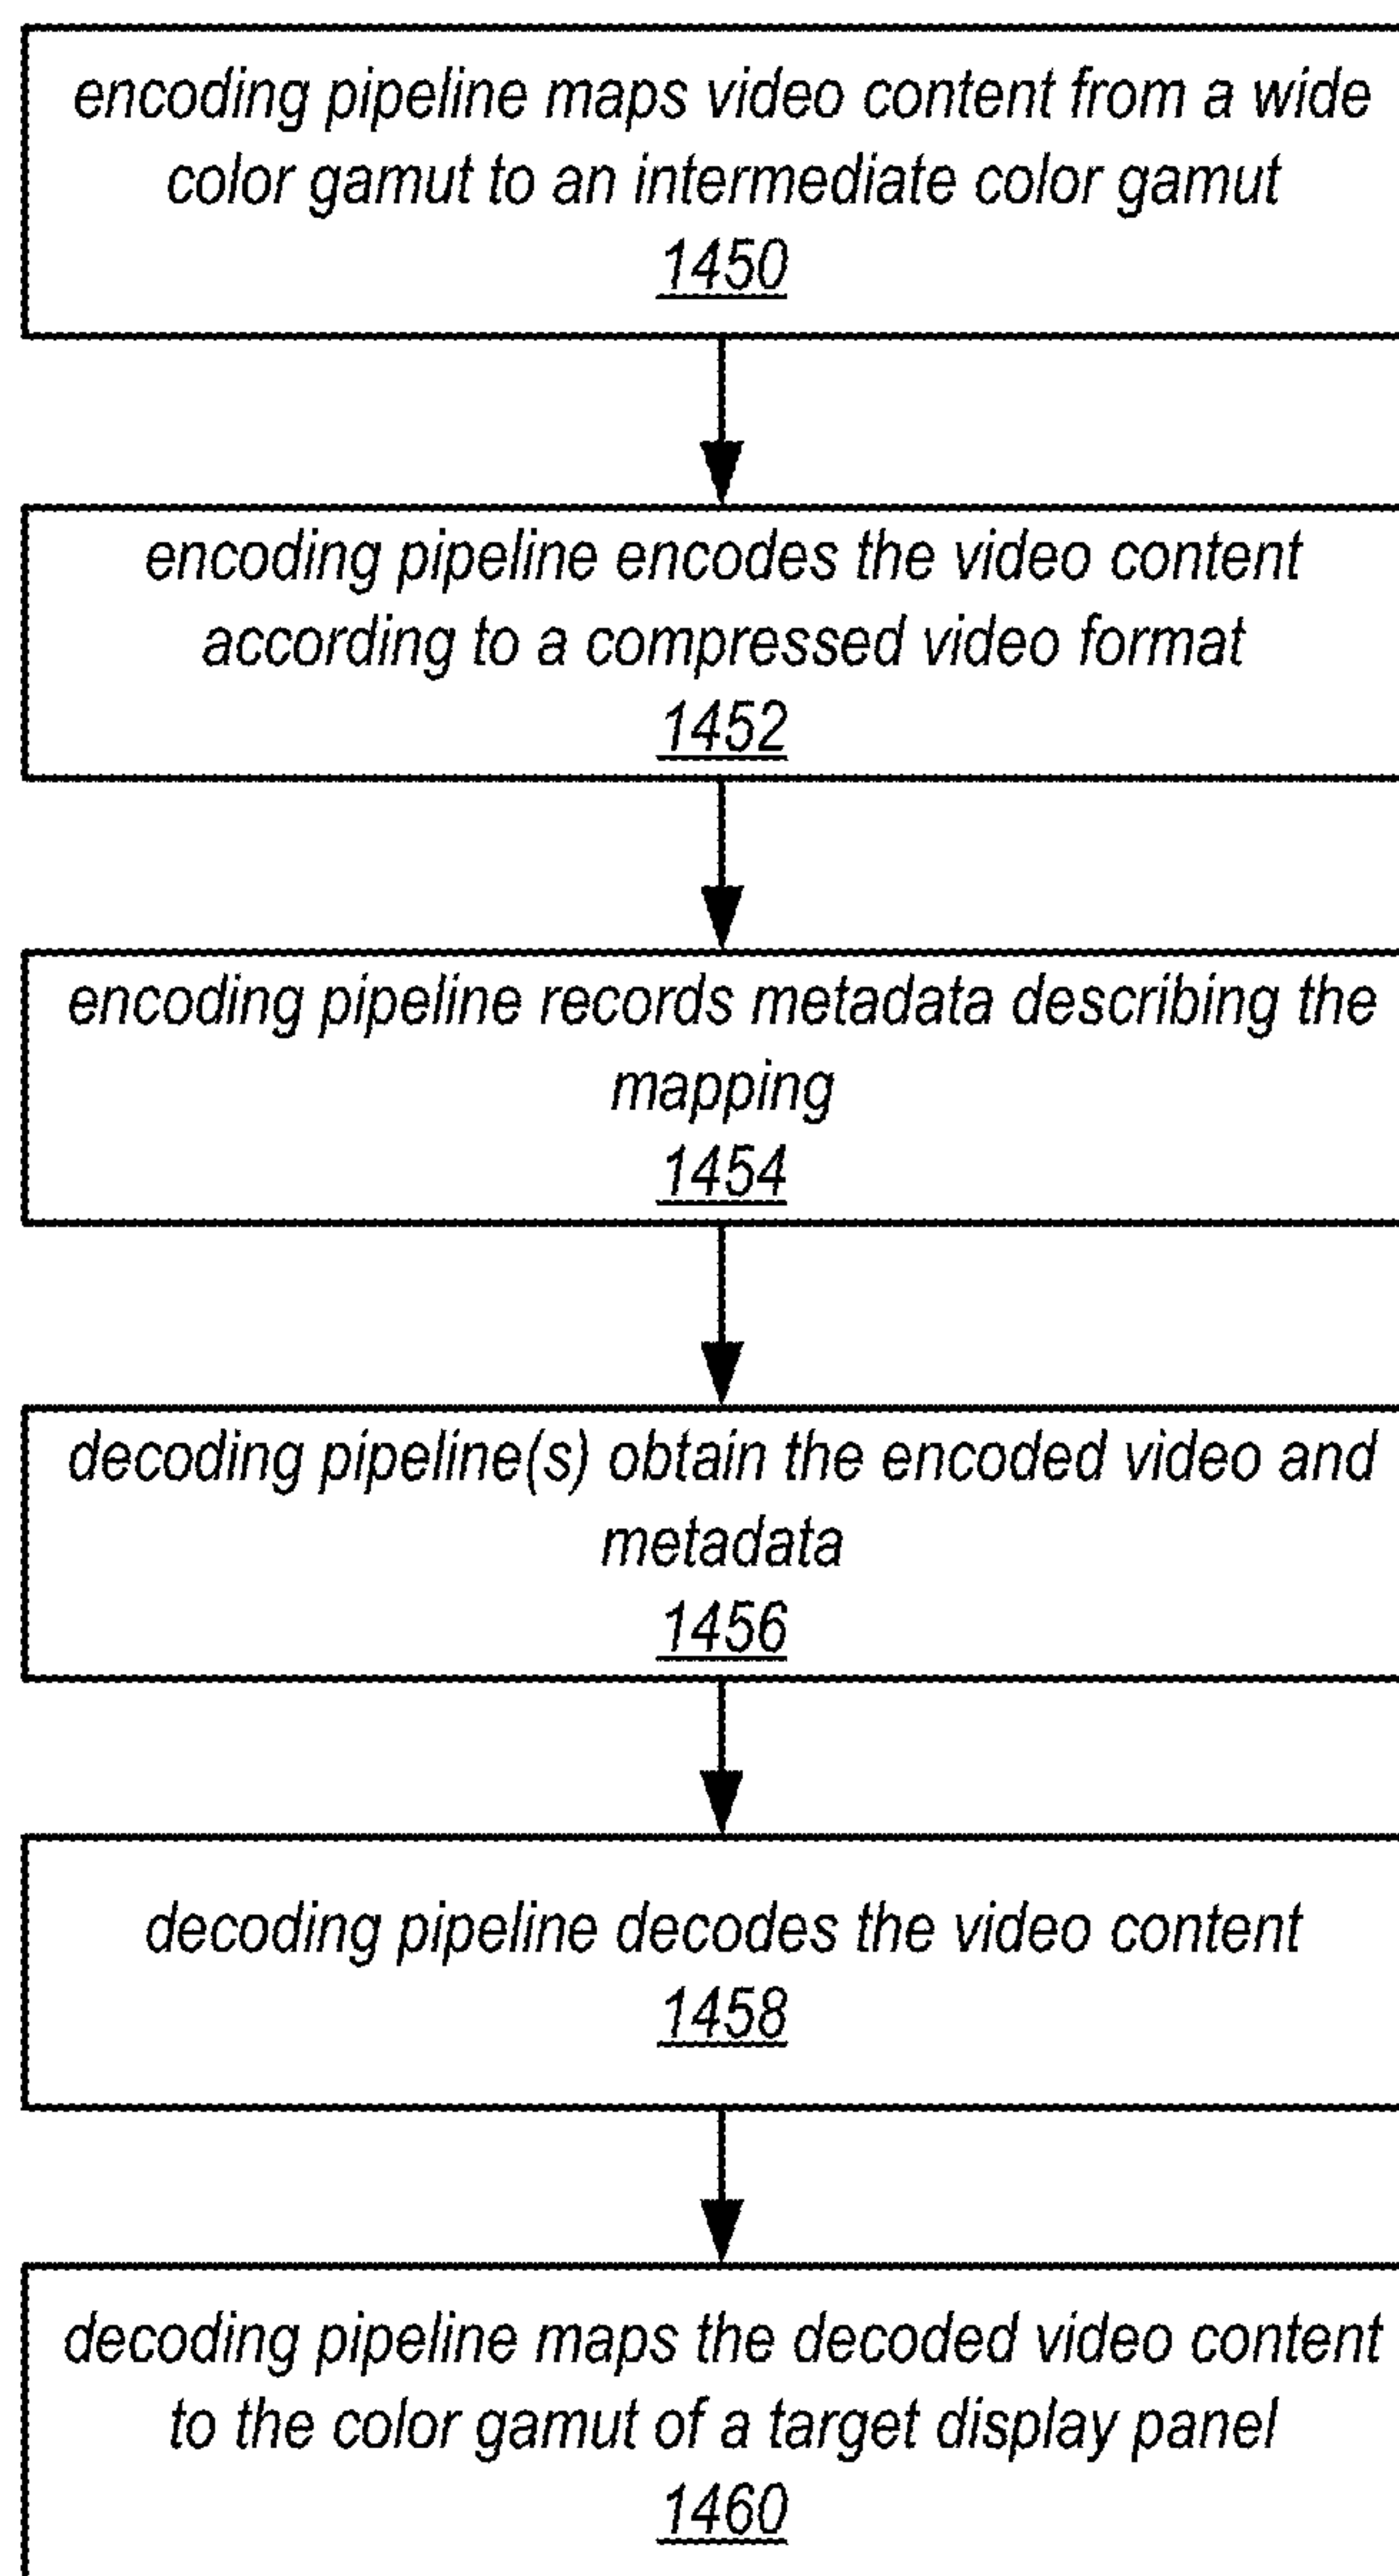 encoding pipeline maps video content from a wide
color gamut to an intermediate color gamut
1450
encoding pipeline encodes the video content
according to a compressed video format
1452
encoding pipeline records metadata describing the
mapping
1454
decoding pipeline(s) obtain the encoded video and
metadata
1456
decoding pipeline decodes the video content
1458
decoding pipeline maps the decoded video content
to the color gamut of a target display panel
1460